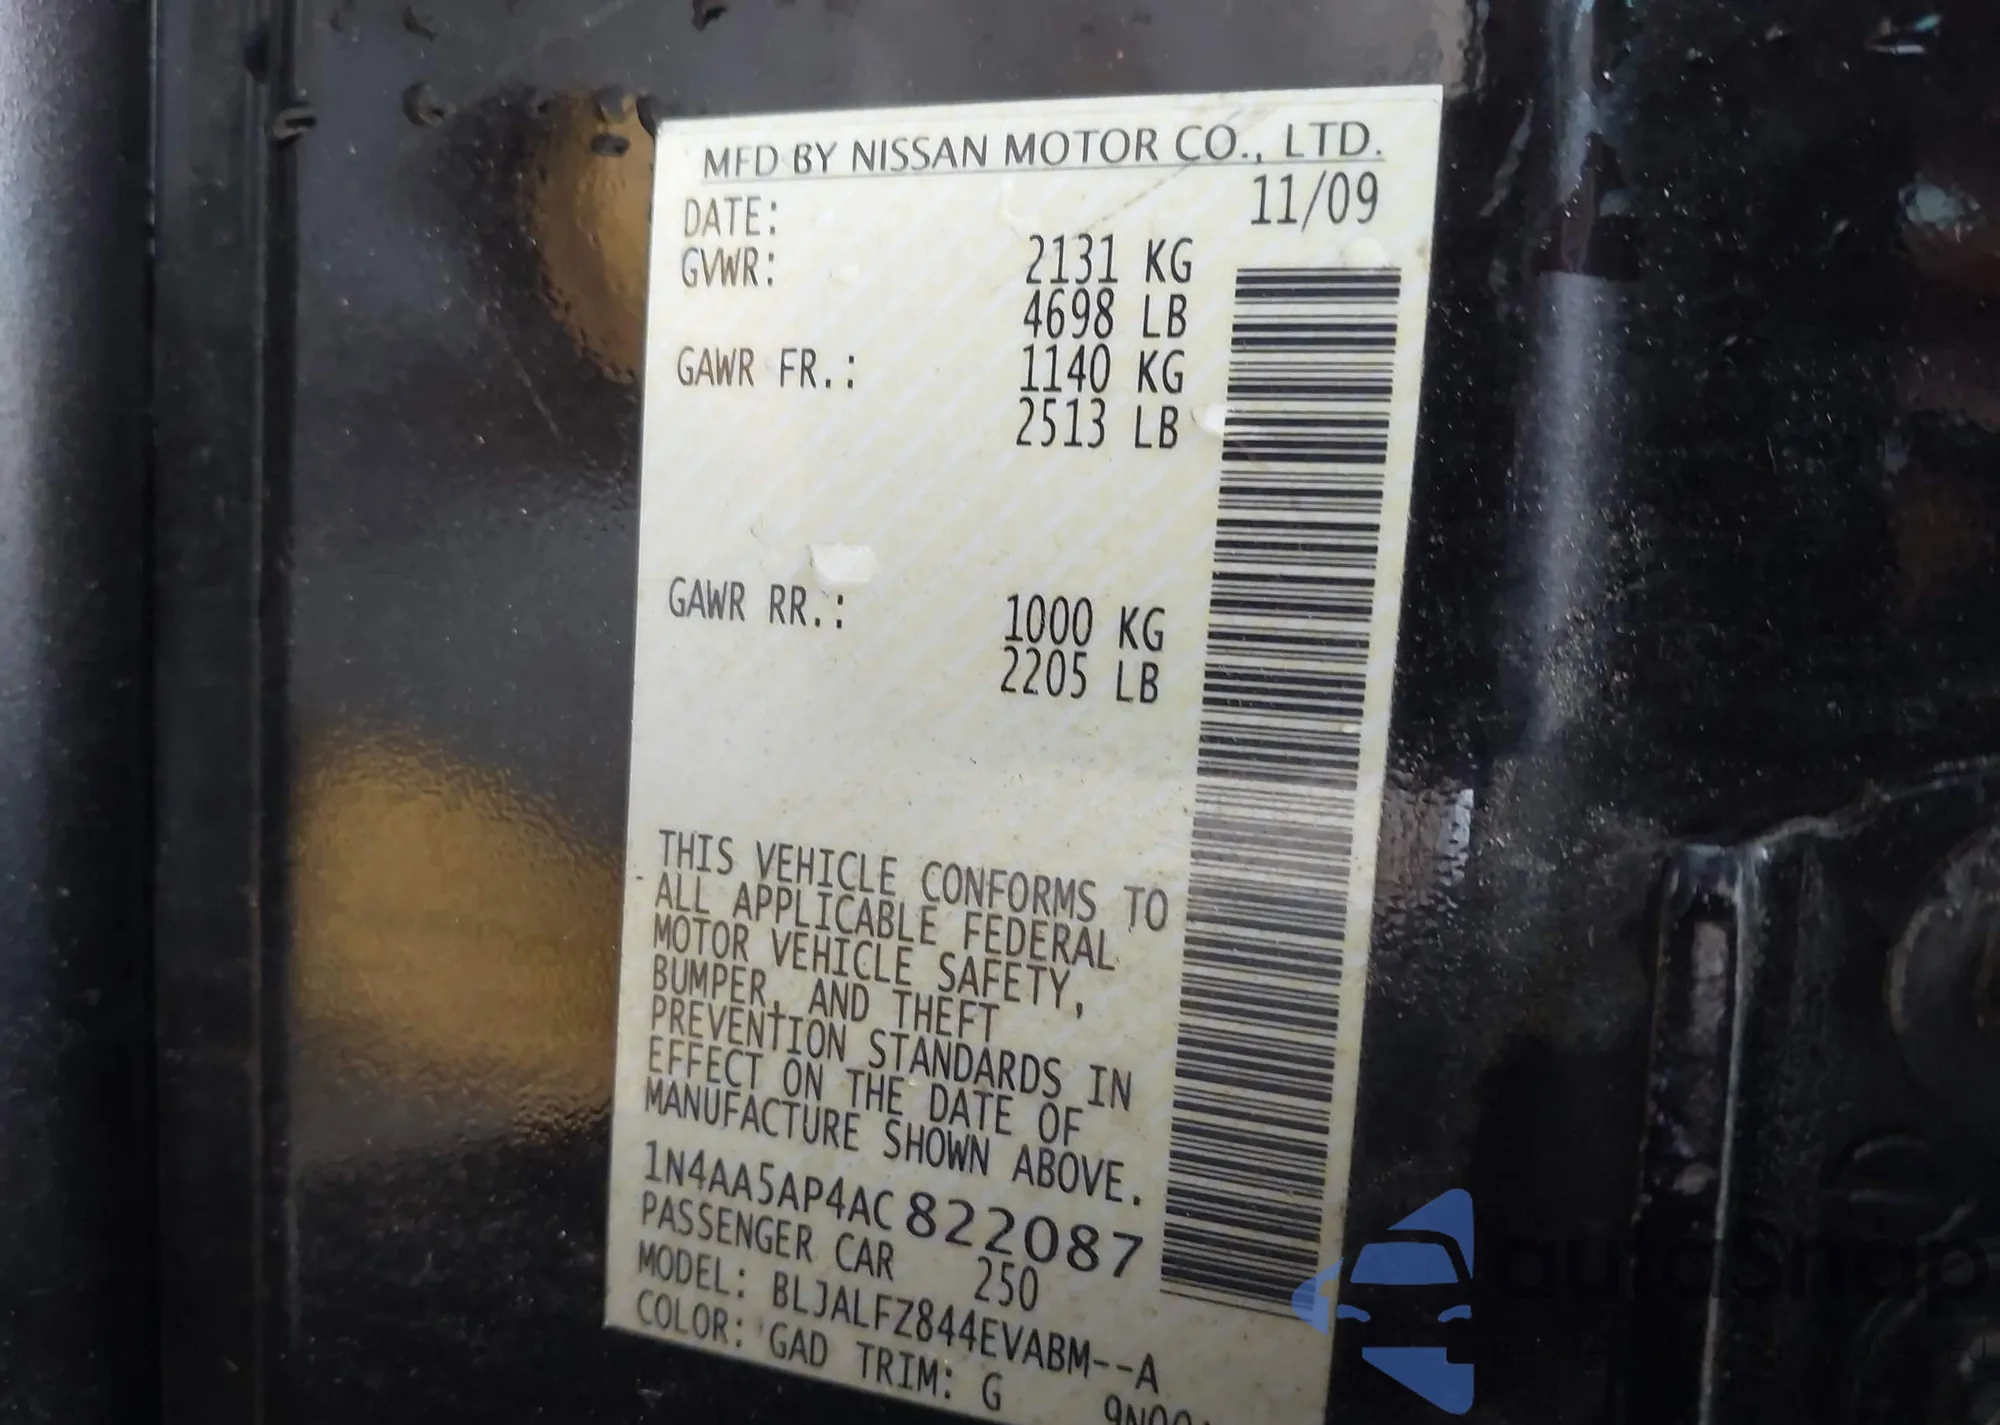 MFD BY NISSAN MOTOR CO., LTD.
DATE: 11/09
GVWR: 2131 KG
4698 LB
GAWR FR.: 1140 KG
2513 LB
GAWR RR.: 1000 KG
2205 LB
THIS VEHICLE CONFORMS TO
ALL APPLICABLE FEDERAL
MOTOR VEHICLE SAFETY,
BUMPER, AND THEFT
PREVENTION STANDARDS IN
EFFECT ON THE DATE OF
MANUFACTURE SHOWN ABOVE.
1N4AA5AP4AC822087
PASSENGER CAR 250
MODEL: BLJALFZ844EVABM--A
COLOR: GAD TRIM: G
autosnap